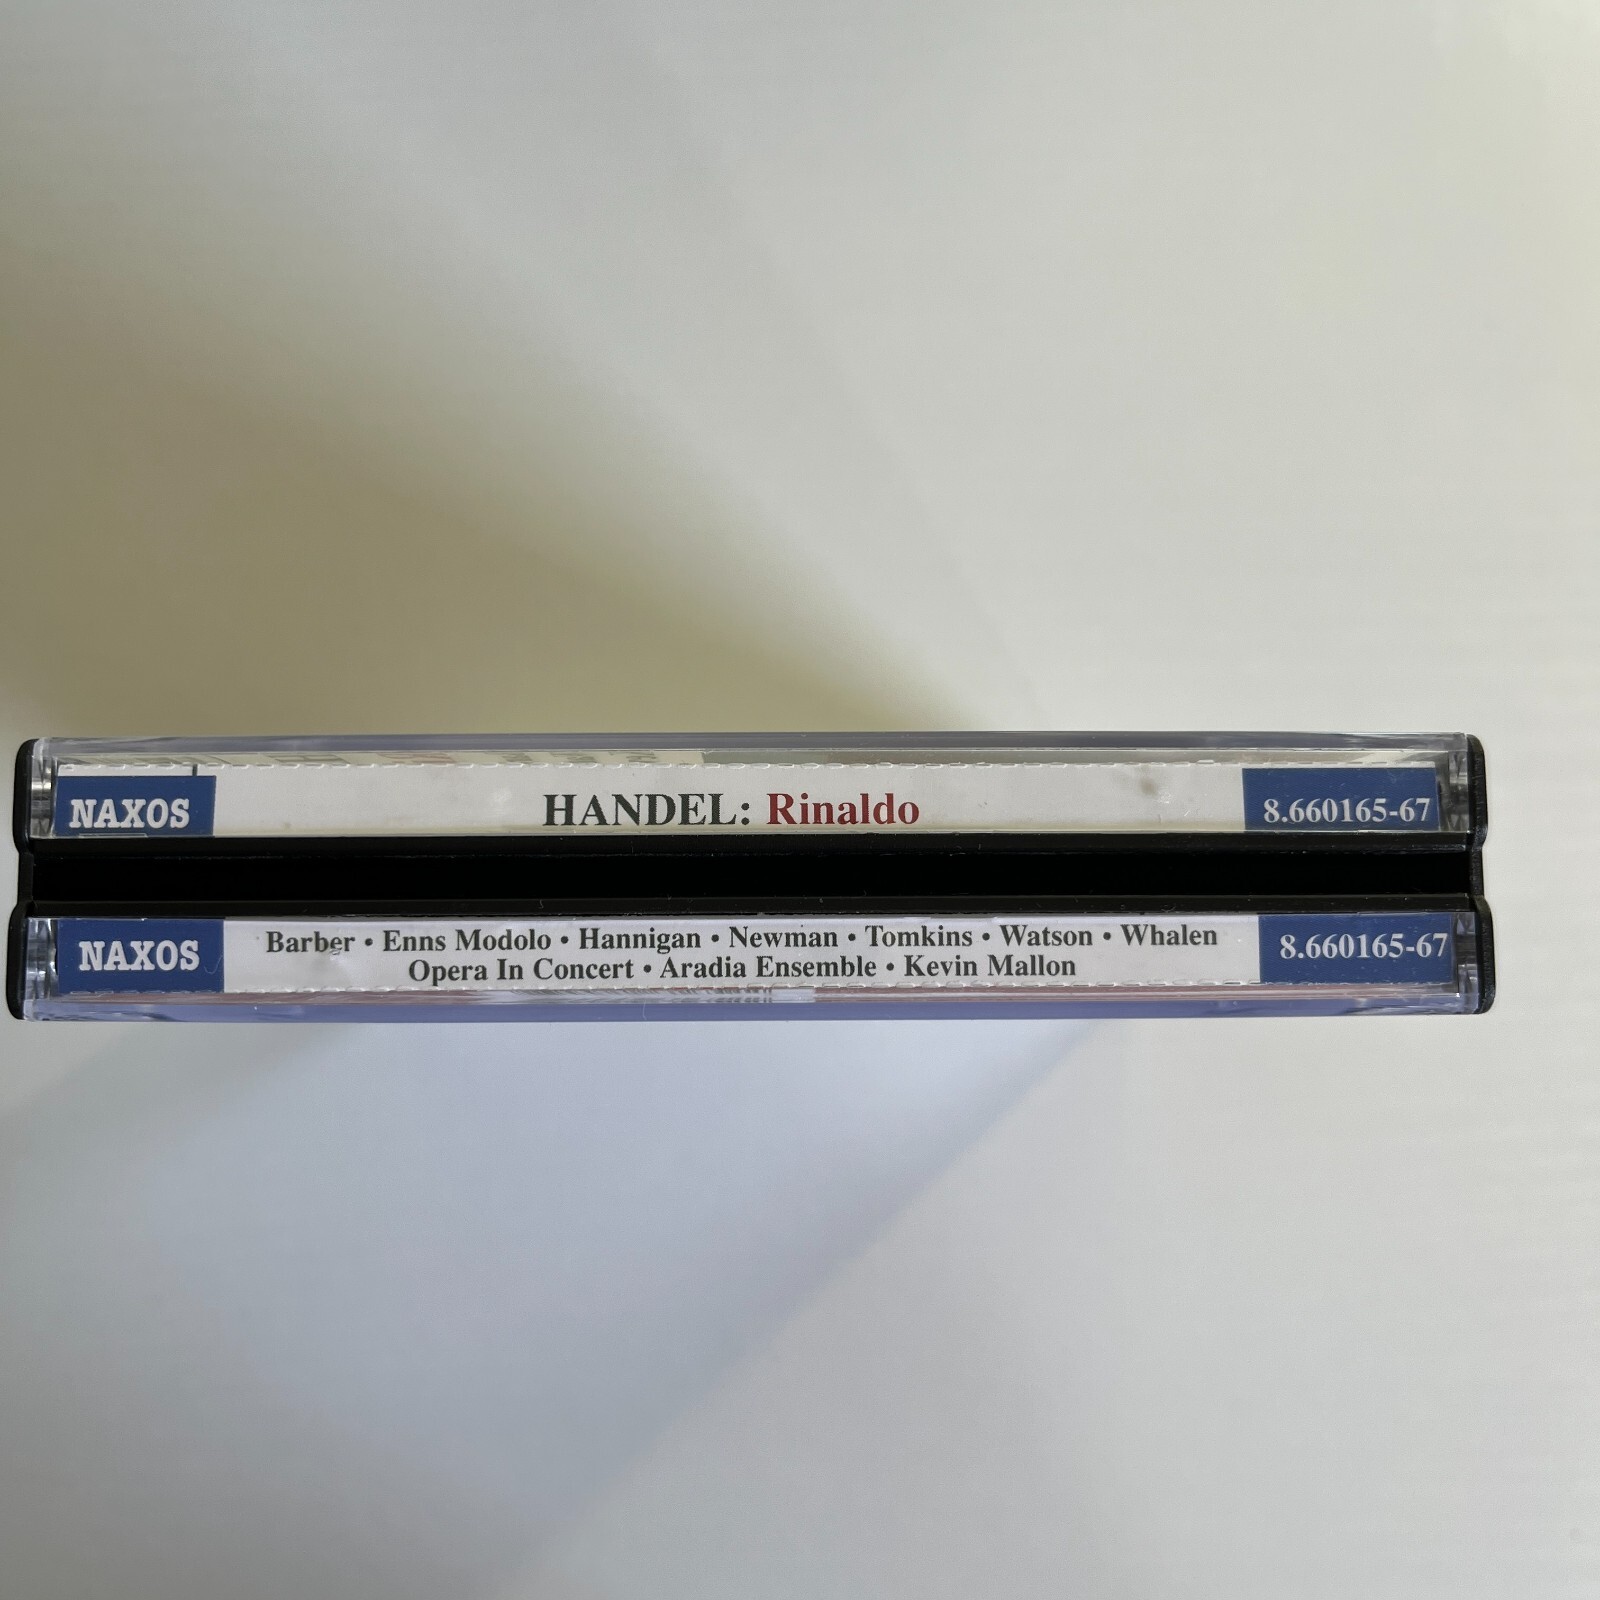 NAXOS HANDEL: Rinaldo 8.660165-67
NAXOS Barber • Enns Modolo • Hannigan • Newman • Tomkins • Watson • Whalen 8.660165-67
Opera In Concert • Aradia Ensemble • Kevin Mallon